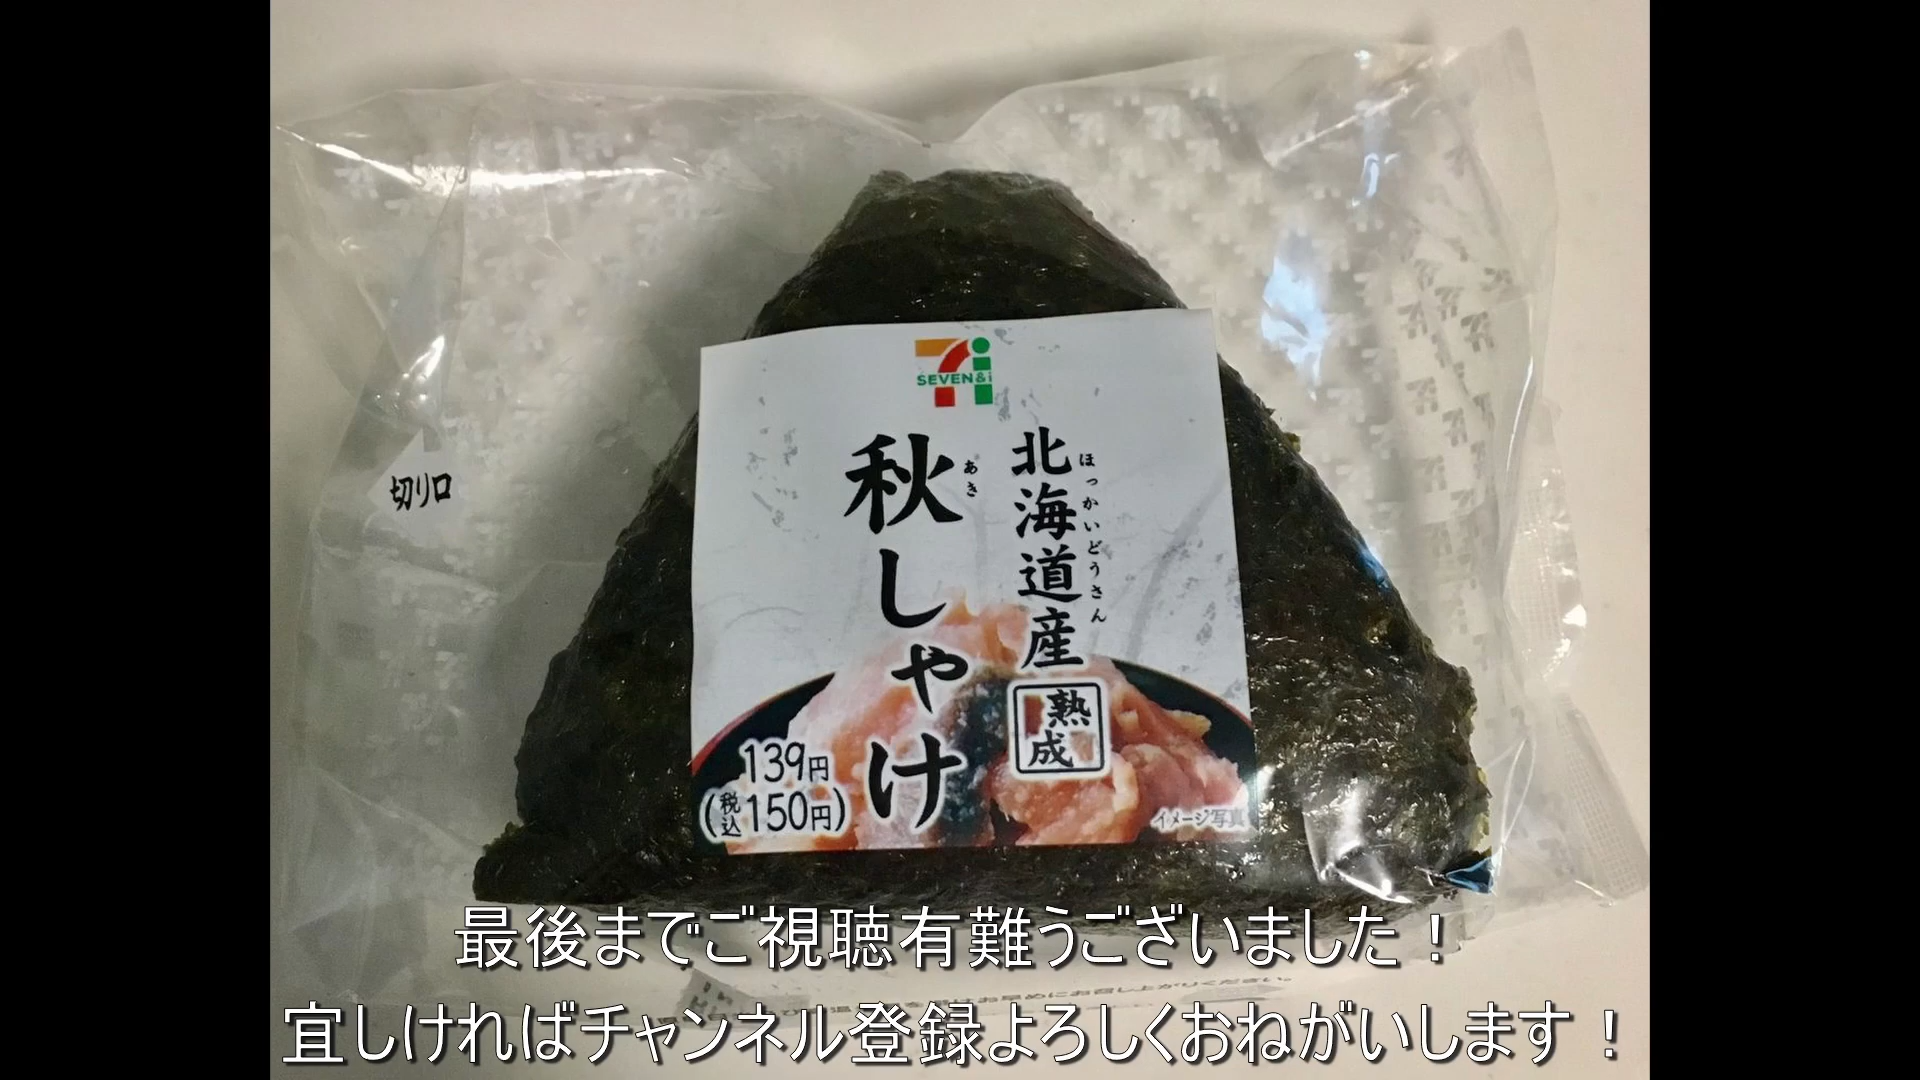 SEVEN&i
北海道産
ほっかいどうさん
熟成
秋しゃけ
あき
139円
(税込150円)
イメージ写真
切り口
最後までご視聴有難うございました！
宜しければチャンネル登録よろしくおねがいします！